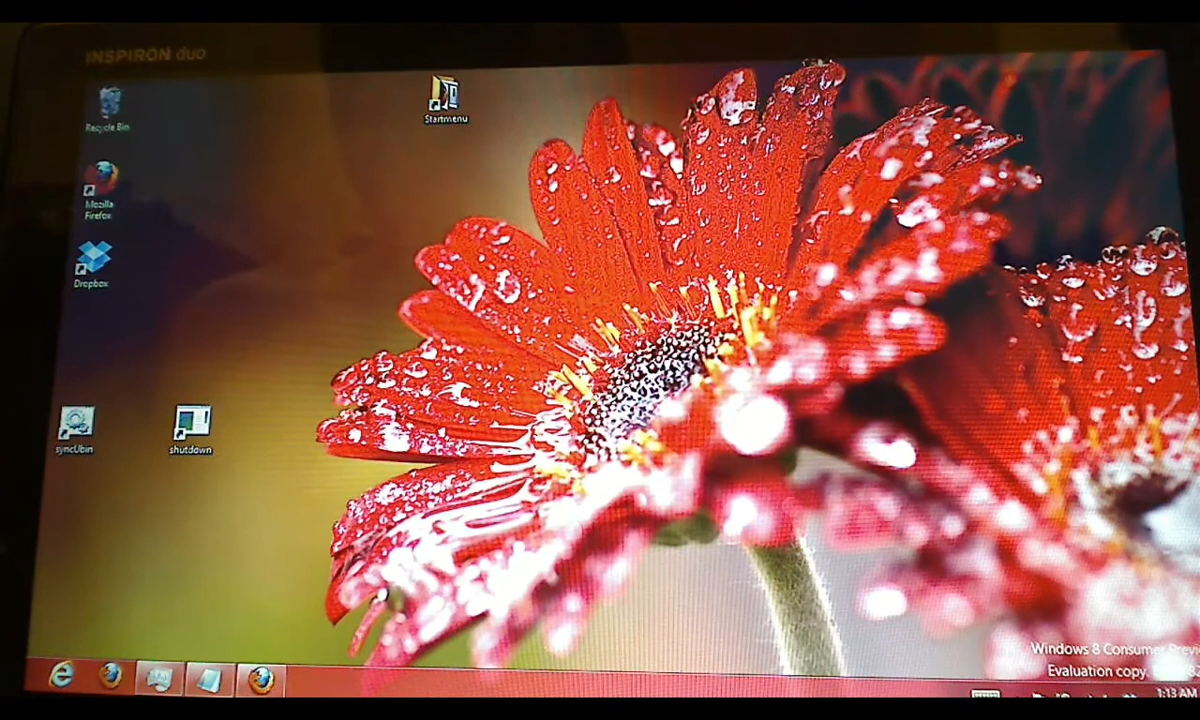 INSPIRON duo
Recycle Bin
Startmenu
Mozilla
Firefox
Dropbox
syncUbin
shutdown
Windows 8 Consumer Previ
Evaluation copy.
1:13 AM